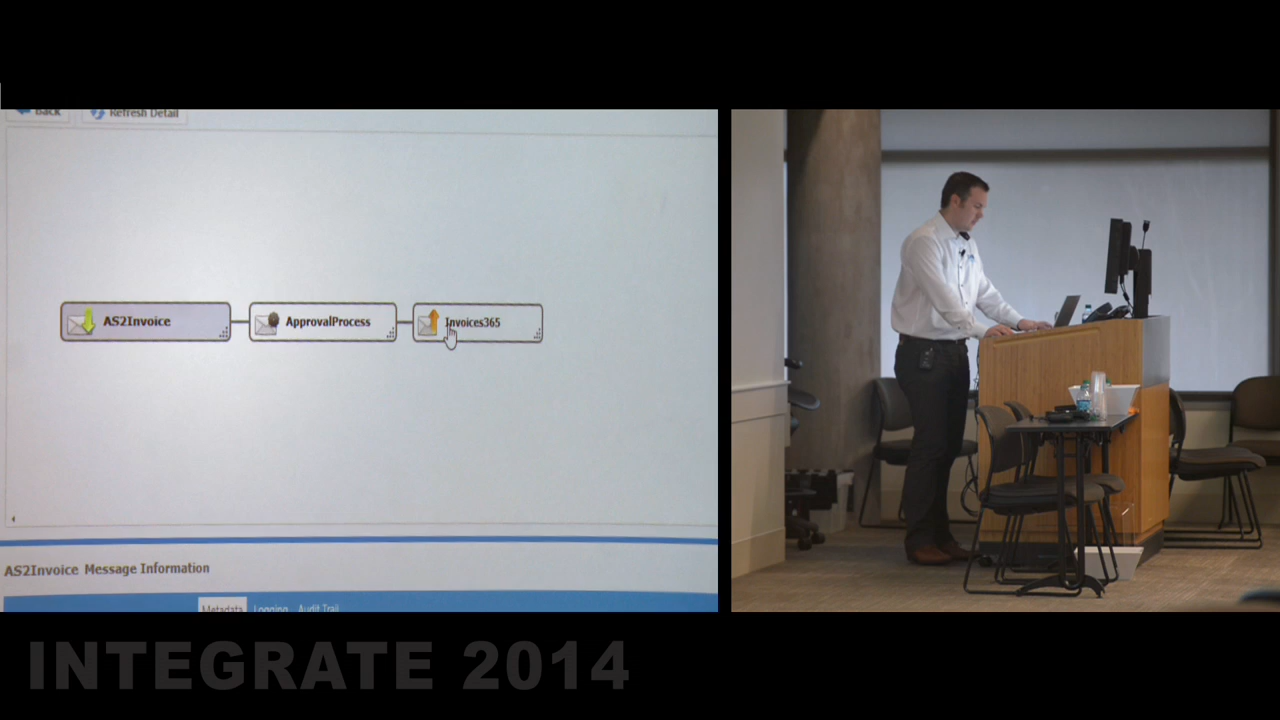 Back Refresh Detail
AS2Invoice ApprovalProcess Invoices365
AS2Invoice Message Information
Metadata Logging Audit Trail
INTEGRATE 2014